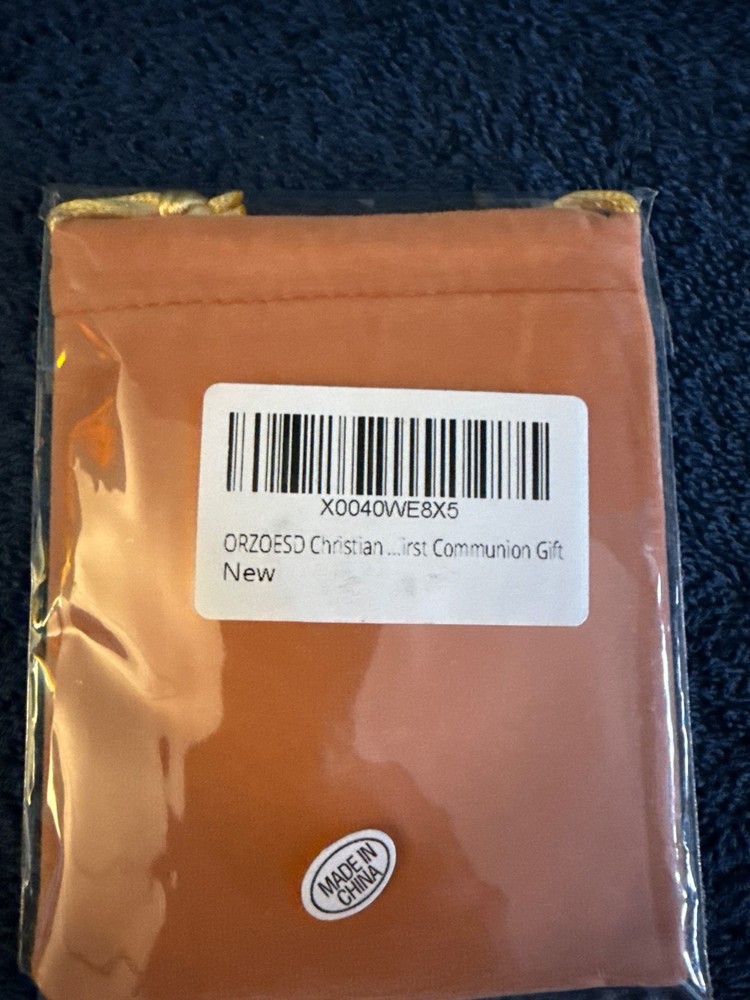 X0040WE8X5
ORZOESD Christian ...irst Communion Gift
New
MADE IN
CHINA